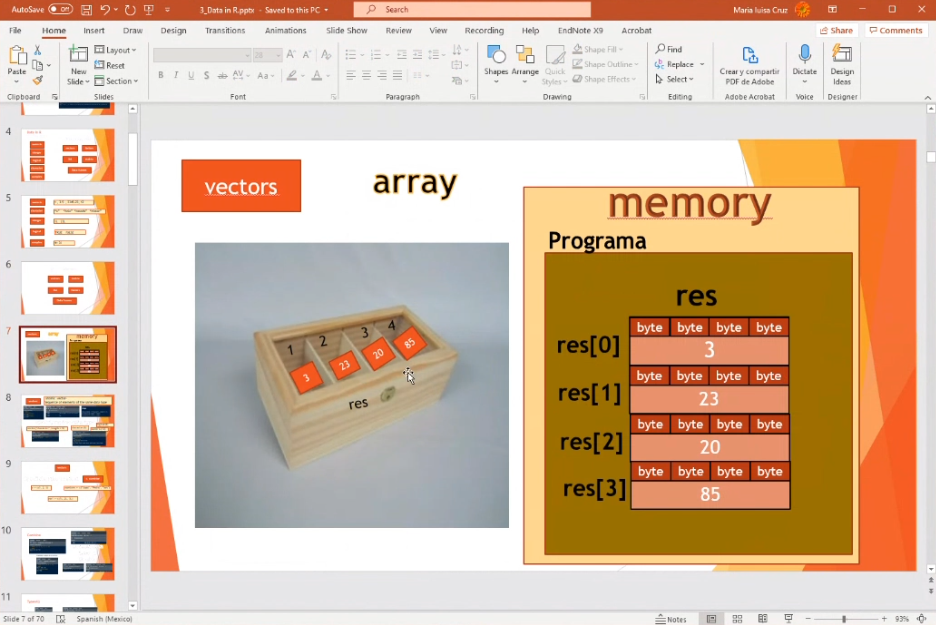 AutoSave Off
3_Data in R.pptx - Saved to this PC
Search
Maria luisa Cruz
File Home Insert Draw Design Transitions Animations Slide Show Review View Recording Help EndNote X9 Acrobat
Share Comments
Paste
New
Slide
Layout
Reset
Section
28
B I U S ab AV Aa A
Shapes Arrange Quick
Styles
Shape Fill
Shape Outline
Shape Effects
Find
Replace
Select
Crear y compartir
PDF de Adobe
Dictate
Design
Ideas
Clipboard Slides Font Paragraph Drawing Editing Adobe Acrobat Voice Designer
4
5
6
7
8
9
10
11
vectors
array
1 2 3 4
3 23 20 85
res
memory
Programa
res
byte byte byte byte
res[0] 3
byte byte byte byte
res[1] 23
byte byte byte byte
res[2] 20
byte byte byte byte
res[3] 85
Slide 7 of 70 Spanish (Mexico)
Notes
93%